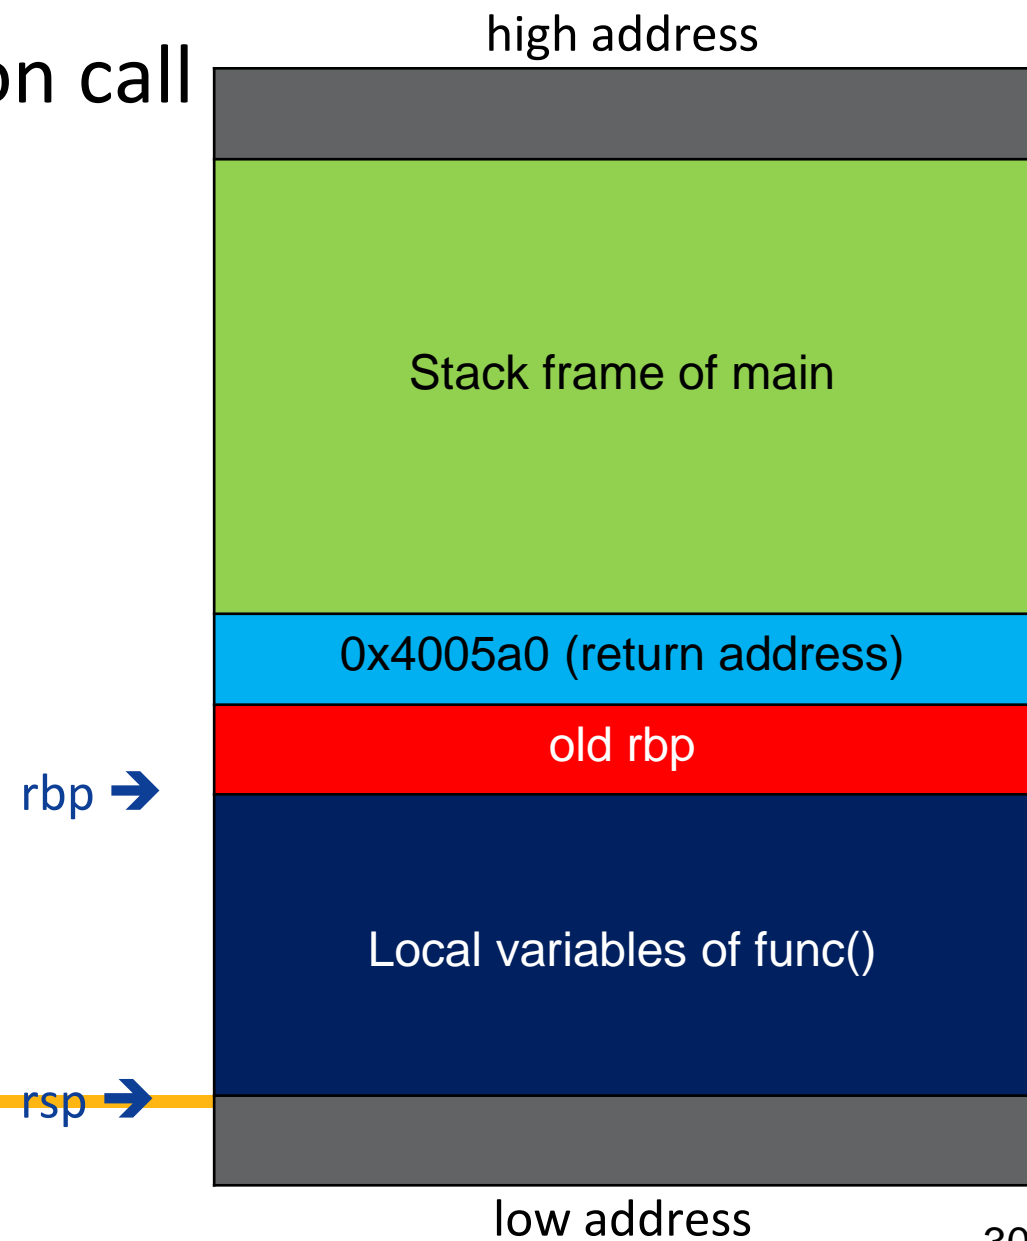 on call
high address
Stack frame of main
0x4005a0 (return address)
old rbp
rbp ➔
Local variables of func()
rsp ➔
low address
30